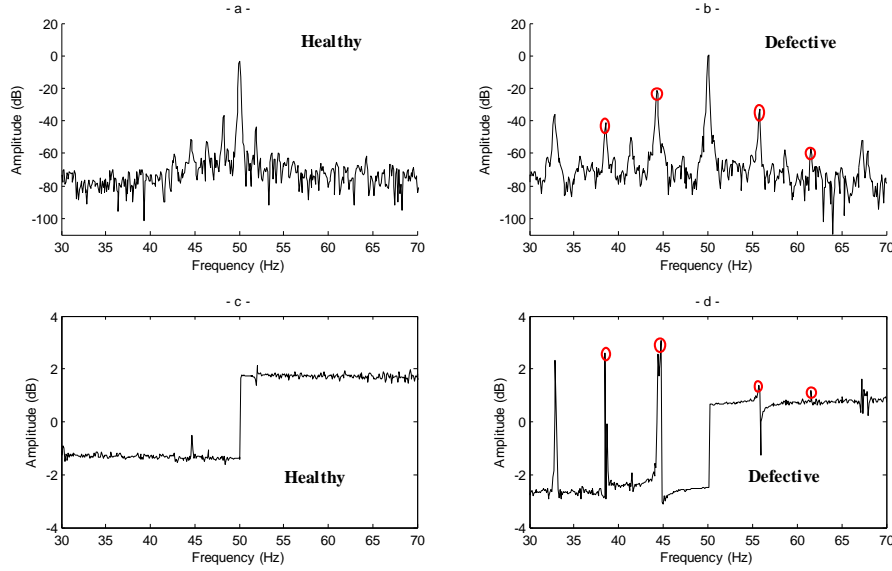 - a -
Healthy
Amplitude (dB)
20
0
-20
-40
-60
-80
-100
30 35 40 45 50 55 60 65 70
Frequency (Hz)
- b -
Defective
Amplitude (dB)
20
0
-20
-40
-60
-80
-100
30 35 40 45 50 55 60 65 70
Frequency (Hz)
- c -
Healthy
Amplitude (dB)
4
2
0
-2
-4
30 35 40 45 50 55 60 65 70
Frequency (Hz)
- d -
Defective
Amplitude (dB)
4
2
0
-2
-4
30 35 40 45 50 55 60 65 70
Frequency (Hz)